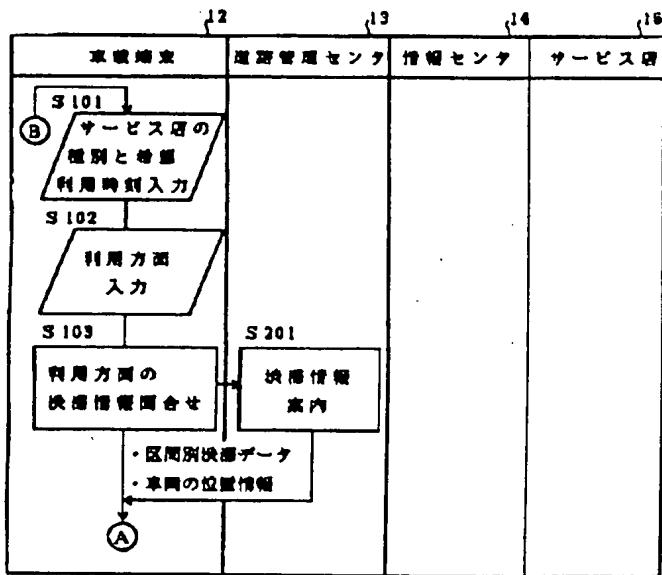 12
13
14
15
車載端末
道路管理センタ
情報センタ
サービス店
S101
B
サービス店の
種別と希望
利用時刻入力
S102
利用方面
入力
S103
利用方面の
渋滞情報問合せ
S201
渋滞情報
案内
・区間別渋滞データ
・車両の位置情報
A